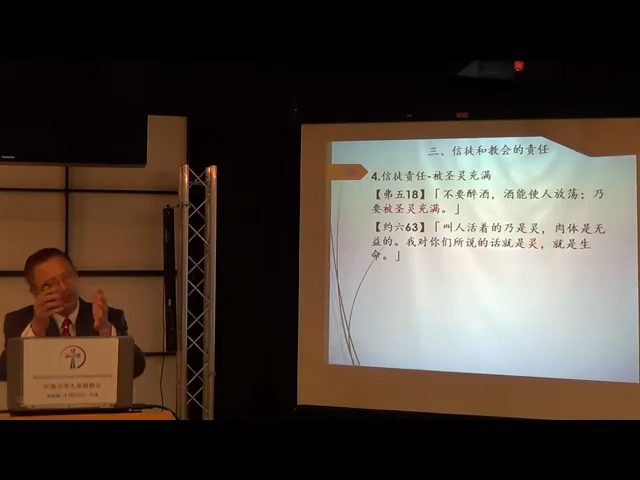 三、信徒和教会的责任
4.信徒责任-被圣灵充满
【弗五18】「不要醉酒，酒能使人放荡；乃
要被圣灵充满。」
【约六63】「叫人活着的乃是灵，肉体是无
益的。我对你们所说的话就是灵，就是生
命。」